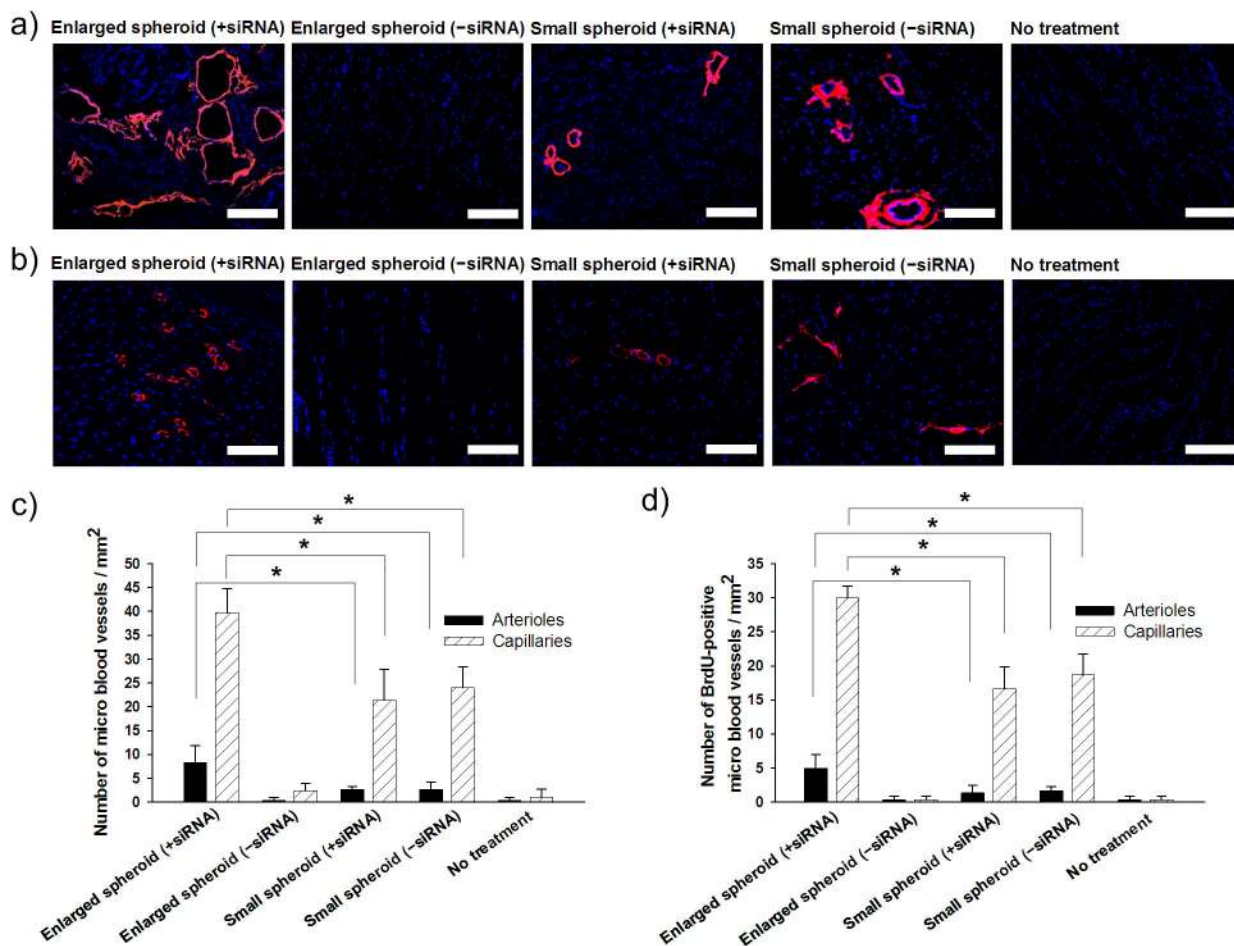 a)
Enlarged spheroid (+siRNA)
Enlarged spheroid (−siRNA)
Small spheroid (+siRNA)
Small spheroid (−siRNA)
No treatment
b)
Enlarged spheroid (+siRNA)
Enlarged spheroid (−siRNA)
Small spheroid (+siRNA)
Small spheroid (−siRNA)
No treatment
c)
Number of micro blood vessels / mm²
50
45
40
35
30
25
20
15
10
5
0
*
*
*
*
Arterioles
Capillaries
Enlarged spheroid (+siRNA)
Enlarged spheroid (−siRNA)
Small spheroid (+siRNA)
Small spheroid (−siRNA)
No treatment
d)
Number of BrdU-positive
micro blood vessels / mm²
35
30
25
20
15
10
5
0
*
*
*
*
Arterioles
Capillaries
Enlarged spheroid (+siRNA)
Enlarged spheroid (−siRNA)
Small spheroid (+siRNA)
Small spheroid (−siRNA)
No treatment